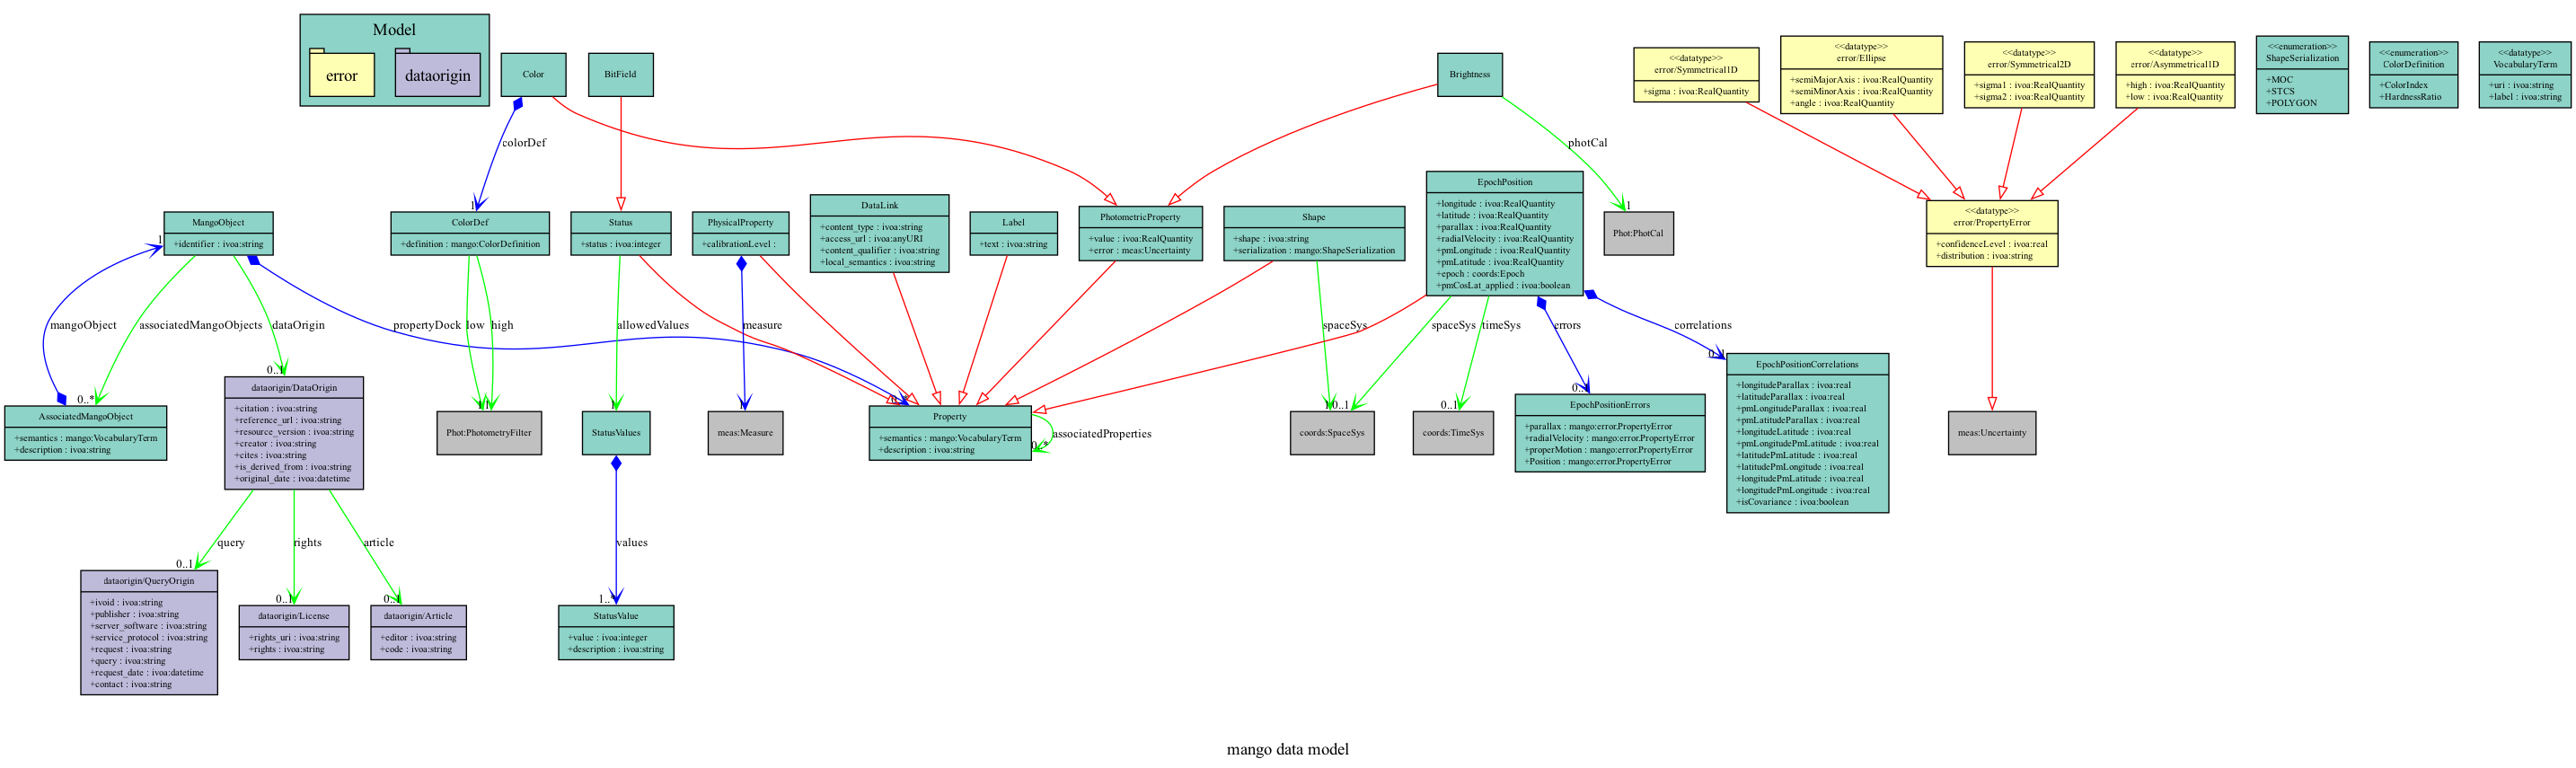 Model
error
dataorigin
Color
BitField
Brightness
<<datatype>>
error/Symmetrical1D
+sigma : ivoa:RealQuantity
<<datatype>>
error/Ellipse
+semiMajorAxis : ivoa:RealQuantity
+semiMinorAxis : ivoa:RealQuantity
+angle : ivoa:RealQuantity
<<datatype>>
error/Symmetrical2D
+sigma1 : ivoa:RealQuantity
+sigma2 : ivoa:RealQuantity
<<datatype>>
error/Asymmetrical1D
+high : ivoa:RealQuantity
+low : ivoa:RealQuantity
<<enumeration>>
ShapeSerialization
+MOC
+STCS
+POLYGON
<<enumeration>>
ColorDefinition
+ColorIndex
+HardnessRatio
<<datatype>>
VocabularyTerm
+uri : ivoa:string
+label : ivoa:string
colorDef
1
photCal
1
MangoObject
+identifier : ivoa:string
1
ColorDef
+definition : mango:ColorDefinition
Status
+status : ivoa:integer
PhysicalProperty
+calibrationLevel :
DataLink
+content_type : ivoa:string
+access_url : ivoa:anyURI
+content_qualifier : ivoa:string
+local_semantics : ivoa:string
Label
+text : ivoa:string
PhotometricProperty
+value : ivoa:RealQuantity
+error : meas:Uncertainty
Shape
+shape : ivoa:string
+serialization : mango:ShapeSerialization
EpochPosition
+longitude : ivoa:RealQuantity
+latitude : ivoa:RealQuantity
+parallax : ivoa:RealQuantity
+radialVelocity : ivoa:RealQuantity
+pmLongitude : ivoa:RealQuantity
+pmLatitude : ivoa:RealQuantity
+epoch : coords:Epoch
+pmCosLat_applied : ivoa:boolean
Phot:PhotCal
<<datatype>>
error/PropertyError
+confidenceLevel : ivoa:real
+distribution : ivoa:string
mangoObject
associatedMangoObjects
dataOrigin
propertyDock
low
high
allowedValues
measure
spaceSys
spaceSys
timeSys
errors
correlations
0..*
AssociatedMangoObject
+semantics : mango:VocabularyTerm
+description : ivoa:string
0..1
dataorigin/DataOrigin
+citation : ivoa:string
+reference_url : ivoa:string
+resource_version : ivoa:string
+creator : ivoa:string
+cites : ivoa:string
+is_derived_from : ivoa:string
+original_date : ivoa:datetime
1
1
Phot:PhotometryFilter
1
StatusValues
1
meas:Measure
0..*
Property
+semantics : mango:VocabularyTerm
+description : ivoa:string
associatedProperties
0..*
1
0..1
coords:SpaceSys
0..1
coords:TimeSys
0..1
EpochPositionErrors
+parallax : mango:error.PropertyError
+radialVelocity : mango:error.PropertyError
+properMotion : mango:error.PropertyError
+Position : mango:error.PropertyError
0..1
EpochPositionCorrelations
+longitudeParallax : ivoa:real
+latitudeParallax : ivoa:real
+pmLongitudeParallax : ivoa:real
+pmLatitudeParallax : ivoa:real
+longitudeLatitude : ivoa:real
+pmLongitudePmLatitude : ivoa:real
+latitudePmLatitude : ivoa:real
+latitudePmLongitude : ivoa:real
+longitudePmLatitude : ivoa:real
+longitudePmLongitude : ivoa:real
+isCovariance : ivoa:boolean
meas:Uncertainty
query
rights
article
values
0..1
dataorigin/QueryOrigin
+ivoid : ivoa:string
+publisher : ivoa:string
+server_software : ivoa:string
+service_protocol : ivoa:string
+request : ivoa:string
+query : ivoa:string
+request_date : ivoa:datetime
+contact : ivoa:string
0..1
dataorigin/License
+rights_uri : ivoa:string
+rights : ivoa:string
0..1
dataorigin/Article
+editor : ivoa:string
+code : ivoa:string
1..*
StatusValue
+value : ivoa:integer
+description : ivoa:string
mango data model